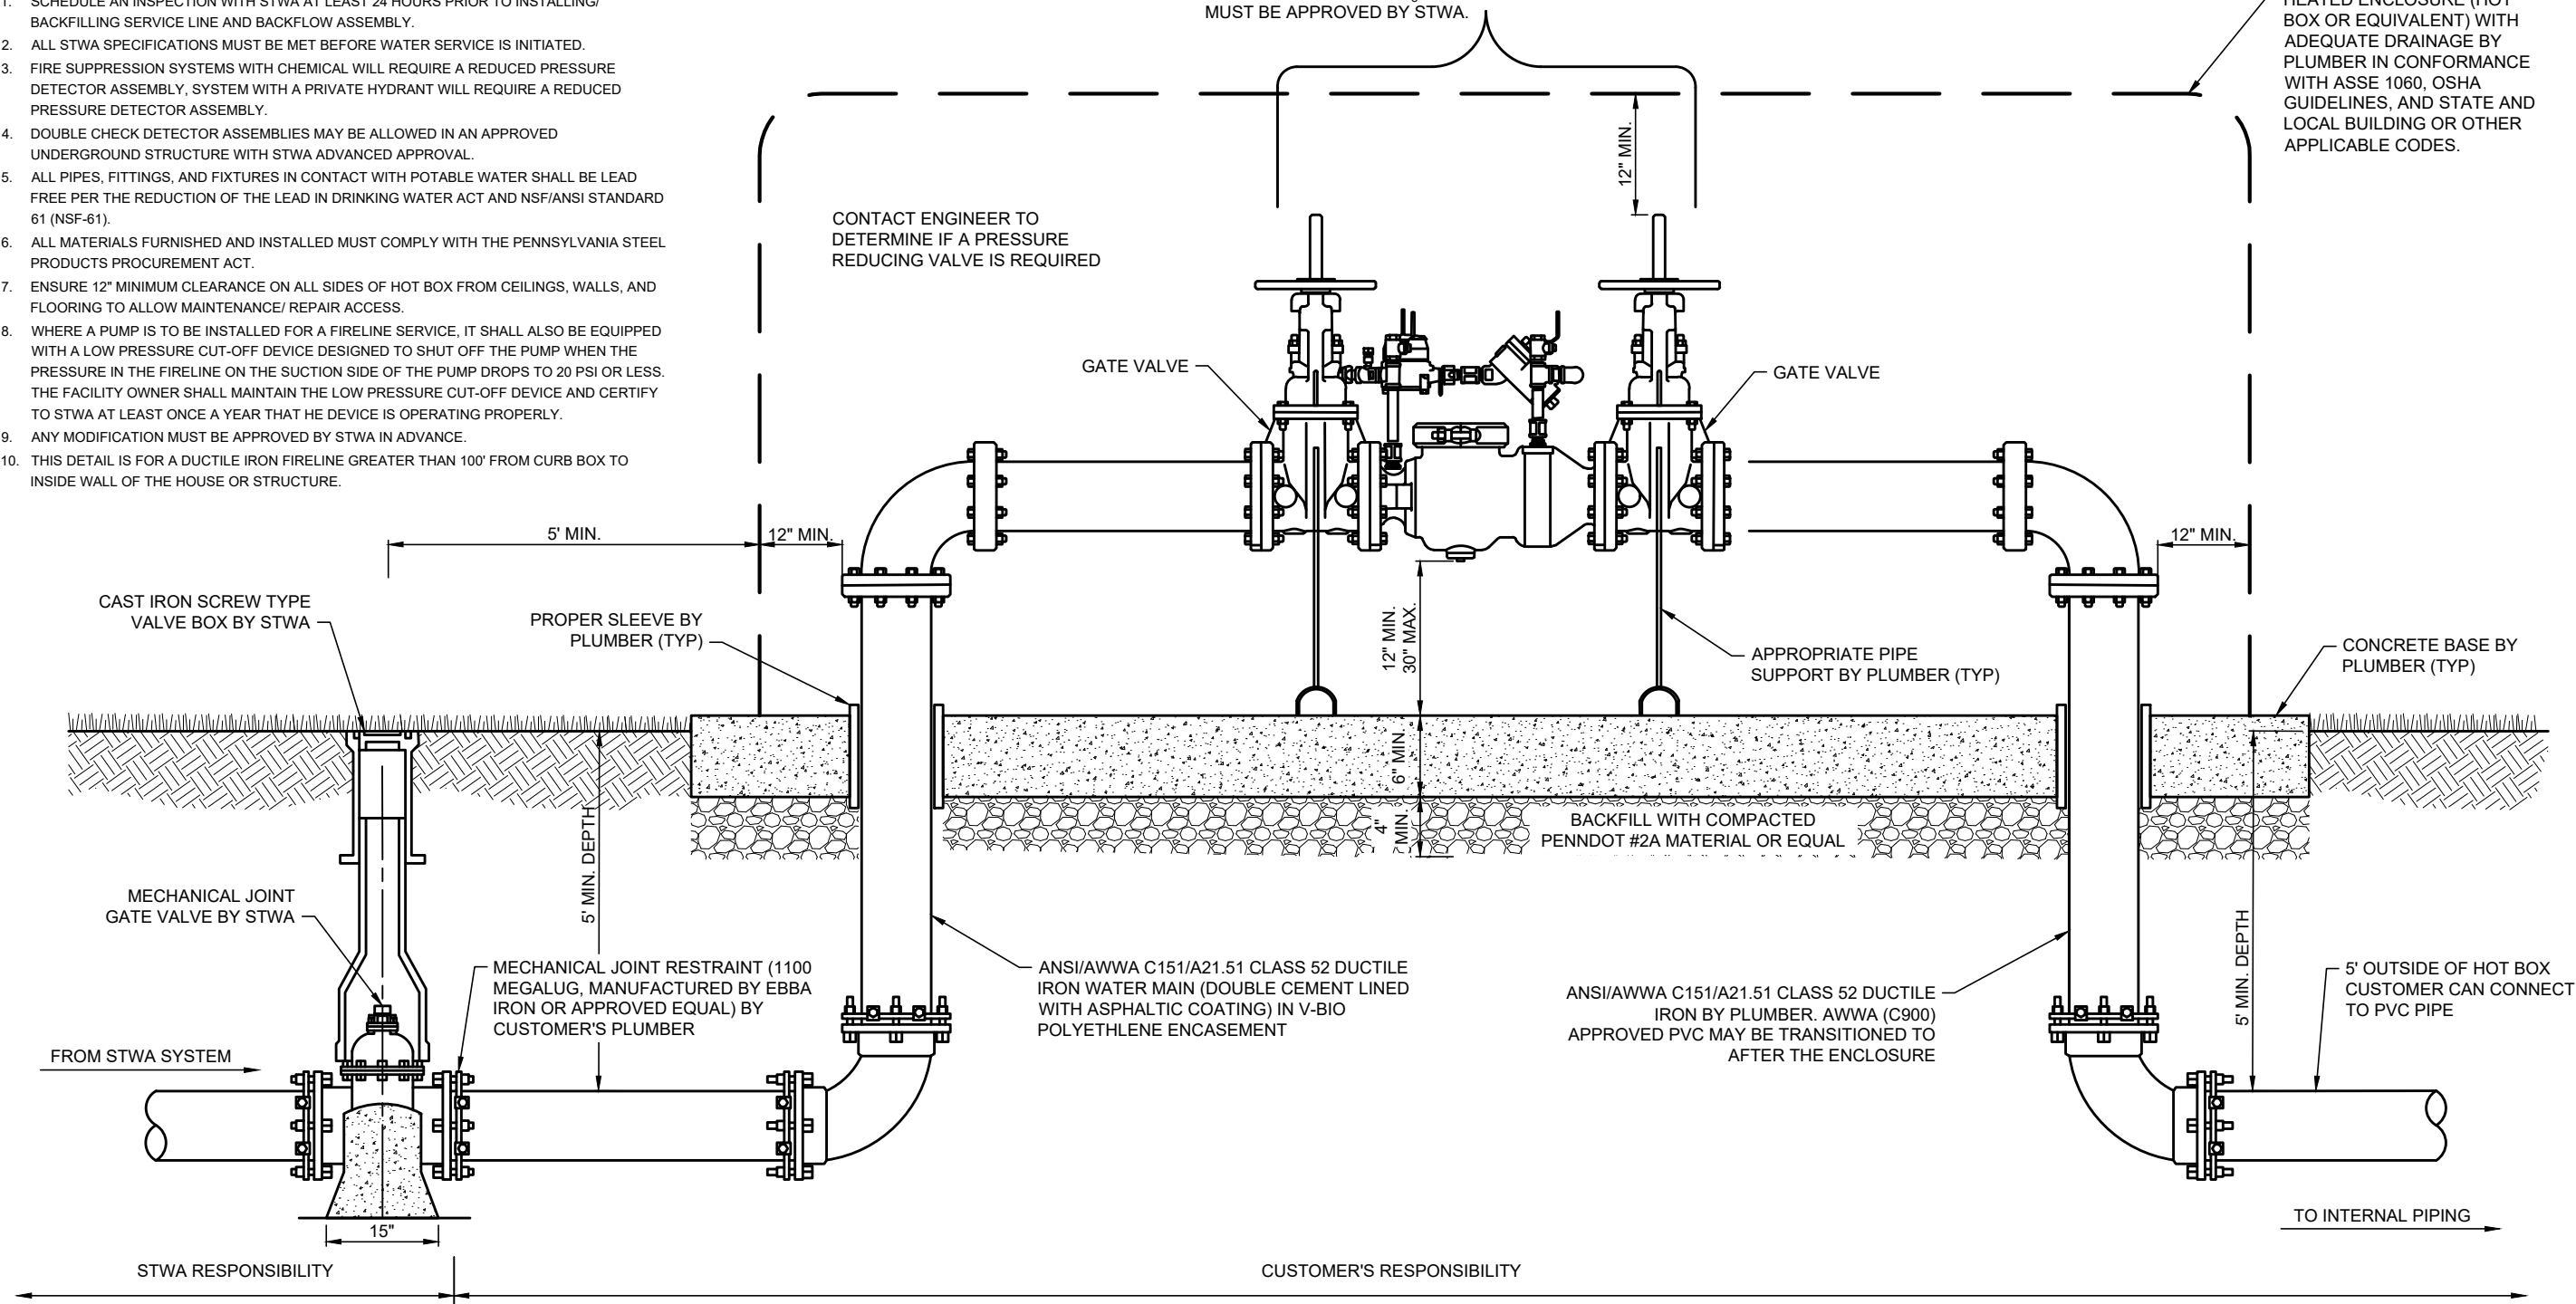 1. SCHEDULE AN INSPECTION WITH STWA AT LEAST 24 HOURS PRIOR TO INSTALLING/
BACKFILLING SERVICE LINE AND BACKFLOW ASSEMBLY.
2. ALL STWA SPECIFICATIONS MUST BE MET BEFORE WATER SERVICE IS INITIATED.
3. FIRE SUPPRESSION SYSTEMS WITH CHEMICAL WILL REQUIRE A REDUCED PRESSURE
DETECTOR ASSEMBLY, SYSTEM WITH A PRIVATE HYDRANT WILL REQUIRE A REDUCED
PRESSURE DETECTOR ASSEMBLY.
4. DOUBLE CHECK DETECTOR ASSEMBLIES MAY BE ALLOWED IN AN APPROVED
UNDERGROUND STRUCTURE WITH STWA ADVANCED APPROVAL.
5. ALL PIPES, FITTINGS, AND FIXTURES IN CONTACT WITH POTABLE WATER SHALL BE LEAD
FREE PER THE REDUCTION OF THE LEAD IN DRINKING WATER ACT AND NSF/ANSI STANDARD
61 (NSF-61).
6. ALL MATERIALS FURNISHED AND INSTALLED MUST COMPLY WITH THE PENNSYLVANIA STEEL
PRODUCTS PROCUREMENT ACT.
7. ENSURE 12" MINIMUM CLEARANCE ON ALL SIDES OF HOT BOX FROM CEILINGS, WALLS, AND
FLOORING TO ALLOW MAINTENANCE/ REPAIR ACCESS.
8. WHERE A PUMP IS TO BE INSTALLED FOR A FIRELINE SERVICE, IT SHALL ALSO BE EQUIPPED
WITH A LOW PRESSURE CUT-OFF DEVICE DESIGNED TO SHUT OFF THE PUMP WHEN THE
PRESSURE IN THE FIRELINE ON THE SUCTION SIDE OF THE PUMP DROPS TO 20 PSI OR LESS.
THE FACILITY OWNER SHALL MAINTAIN THE LOW PRESSURE CUT-OFF DEVICE AND CERTIFY
TO STWA AT LEAST ONCE A YEAR THAT HE DEVICE IS OPERATING PROPERLY.
9. ANY MODIFICATION MUST BE APPROVED BY STWA IN ADVANCE.
10. THIS DETAIL IS FOR A DUCTILE IRON FIRELINE GREATER THAN 100' FROM CURB BOX TO
INSIDE WALL OF THE HOUSE OR STRUCTURE.
MUST BE APPROVED BY STWA.
HEATED ENCLOSURE (HOT
BOX OR EQUIVALENT) WITH
ADEQUATE DRAINAGE BY
PLUMBER IN CONFORMANCE
WITH ASSE 1060, OSHA
GUIDELINES, AND STATE AND
LOCAL BUILDING OR OTHER
APPLICABLE CODES.
12" MIN.
CONTACT ENGINEER TO
DETERMINE IF A PRESSURE
REDUCING VALVE IS REQUIRED
GATE VALVE
GATE VALVE
5' MIN.
12" MIN.
12" MIN.
CAST IRON SCREW TYPE
VALVE BOX BY STWA
PROPER SLEEVE BY
PLUMBER (TYP)
12" MIN.
30" MAX.
APPROPRIATE PIPE
SUPPORT BY PLUMBER (TYP)
CONCRETE BASE BY
PLUMBER (TYP)
6" MIN.
4"
MIN.
BACKFILL WITH COMPACTED
PENNDOT #2A MATERIAL OR EQUAL
5' MIN. DEPTH
MECHANICAL JOINT
GATE VALVE BY STWA
MECHANICAL JOINT RESTRAINT (1100
MEGALUG, MANUFACTURED BY EBBA
IRON OR APPROVED EQUAL) BY
CUSTOMER'S PLUMBER
ANSI/AWWA C151/A21.51 CLASS 52 DUCTILE
IRON WATER MAIN (DOUBLE CEMENT LINED
WITH ASPHALTIC COATING) IN V-BIO
POLYETHLENE ENCASEMENT
ANSI/AWWA C151/A21.51 CLASS 52 DUCTILE
IRON BY PLUMBER. AWWA (C900)
APPROVED PVC MAY BE TRANSITIONED TO
AFTER THE ENCLOSURE
5' MIN. DEPTH
5' OUTSIDE OF HOT BOX
CUSTOMER CAN CONNECT
TO PVC PIPE
FROM STWA SYSTEM
15"
TO INTERNAL PIPING
STWA RESPONSIBILITY
CUSTOMER'S RESPONSIBILITY